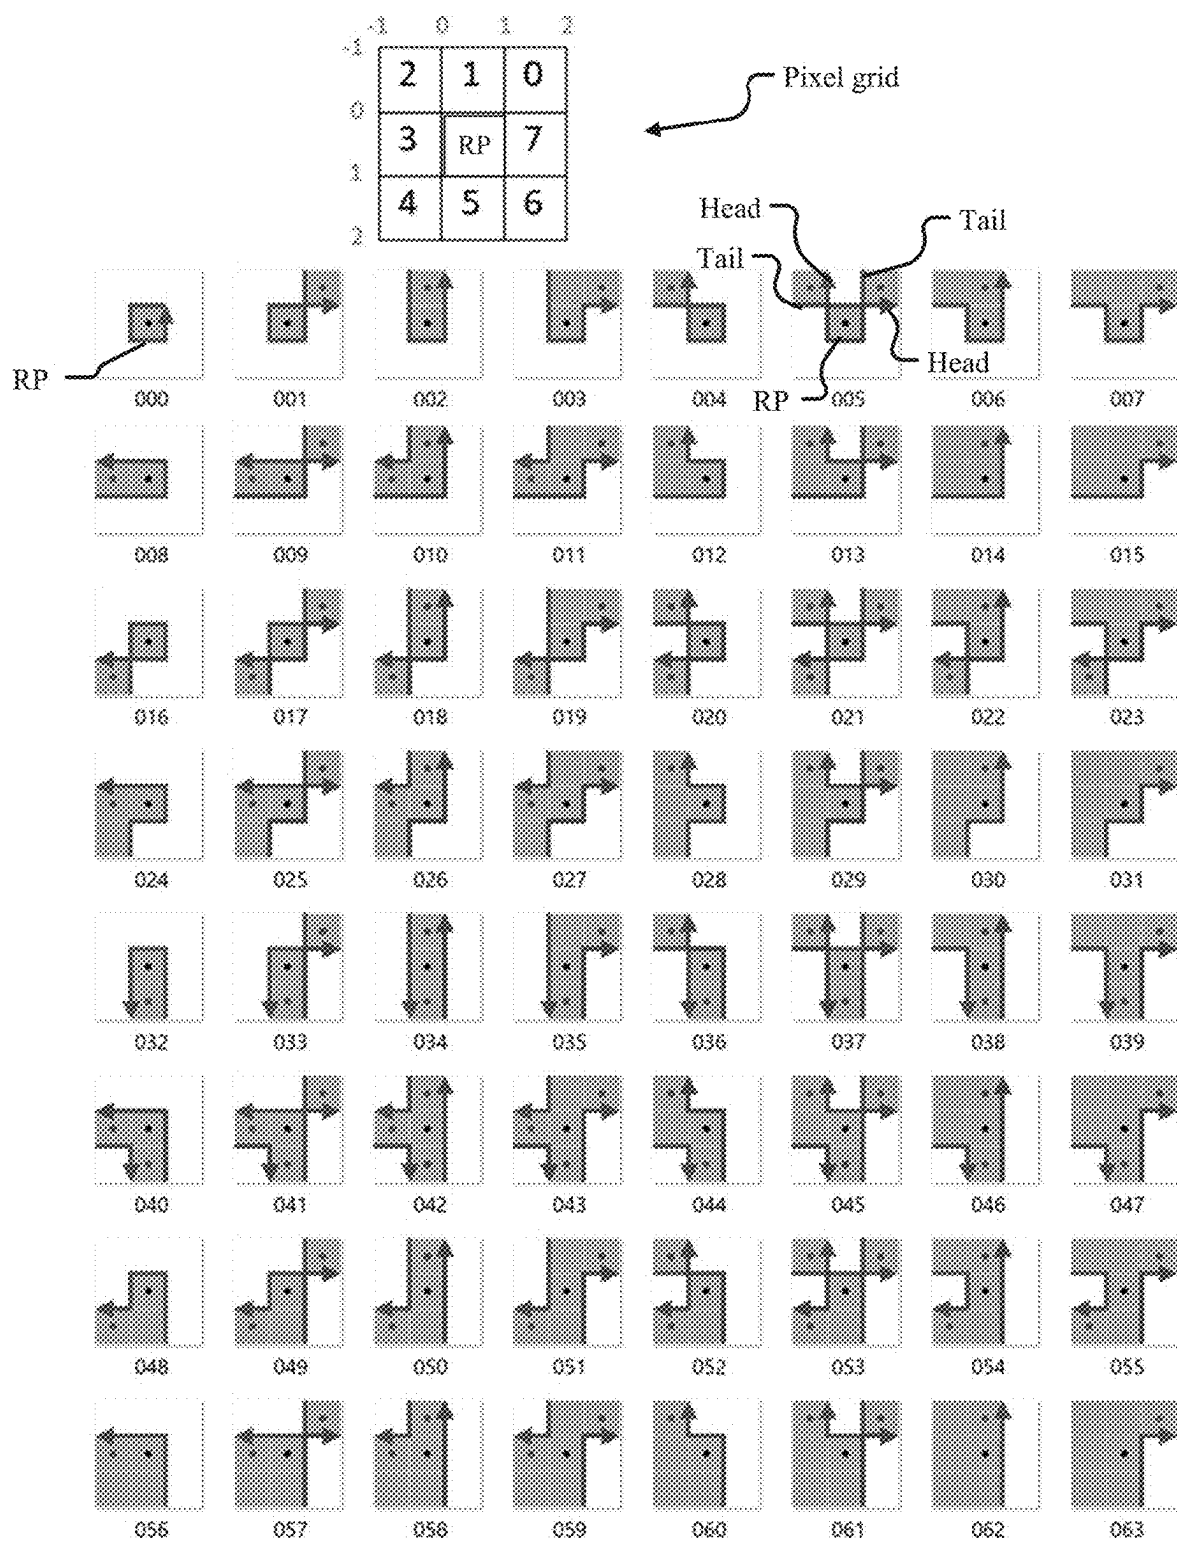 -1 0 1 2
-1
2 1 0
Pixel grid
0
3 RP 7
1
4 5 6
2
Head
Tail
Tail
Head
RP
RP
000 001 002 003 004 005 006 007
008 009 010 011 012 013 014 015
016 017 018 019 020 021 022 023
024 025 026 027 028 029 030 031
032 033 034 035 036 037 038 039
040 041 042 043 044 045 046 047
048 049 050 051 052 053 054 055
056 057 058 059 060 061 062 063